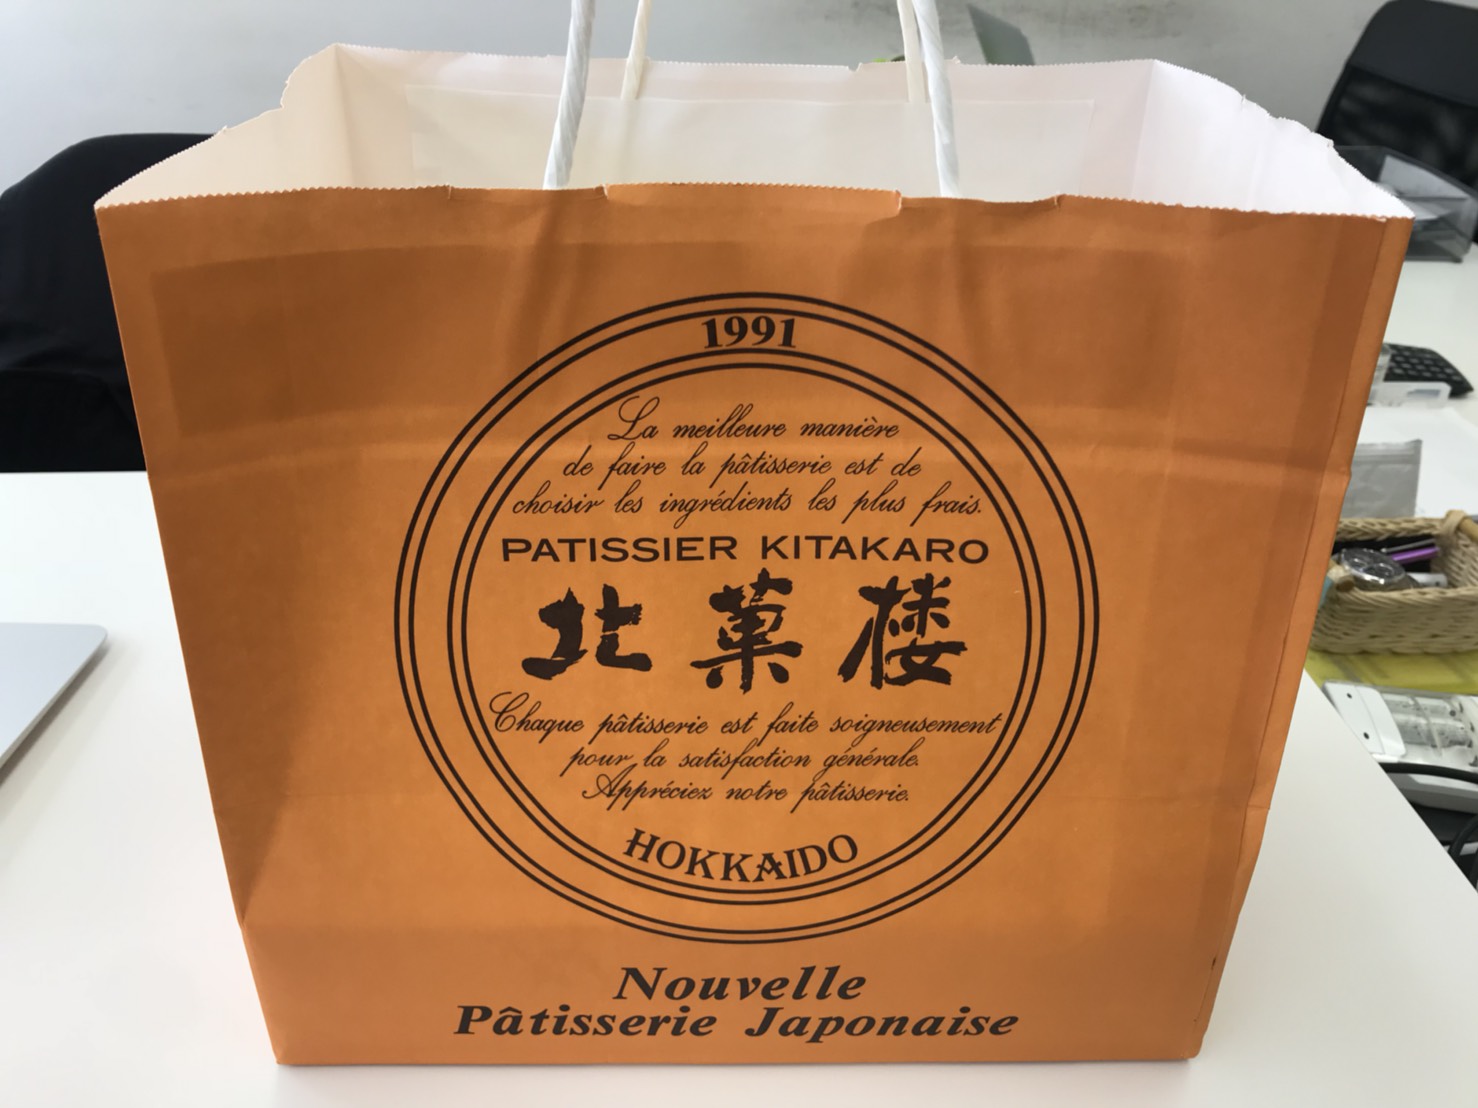 1991
La meilleure manière
de faire la pâtisserie est de
choisir les ingrédients les plus frais.
PATISSIER KITAKARO
北菓楼
Chaque pâtisserie est faite soigneusement
pour la satisfaction générale.
Appréciez notre pâtisserie.
HOKKAIDO
Nouvelle
Pâtisserie Japonaise